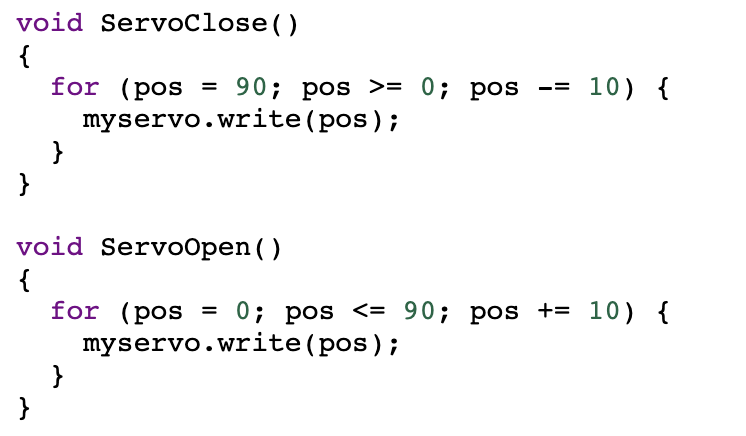 void ServoClose()
{
  for (pos = 90; pos >= 0; pos -= 10) {
    myservo.write(pos);
  }
}

void ServoOpen()
{
  for (pos = 0; pos <= 90; pos += 10) {
    myservo.write(pos);
  }
}